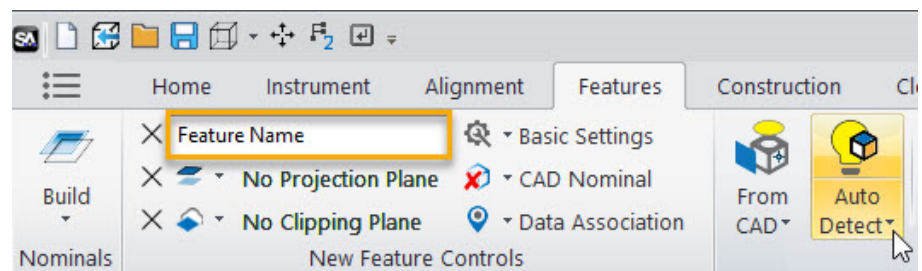 SA
Home Instrument Alignment Features Construction
Feature Name Basic Settings
No Projection Plane CAD Nominal
No Clipping Plane Data Association
Build
From CAD
Auto Detect
Nominals New Feature Controls